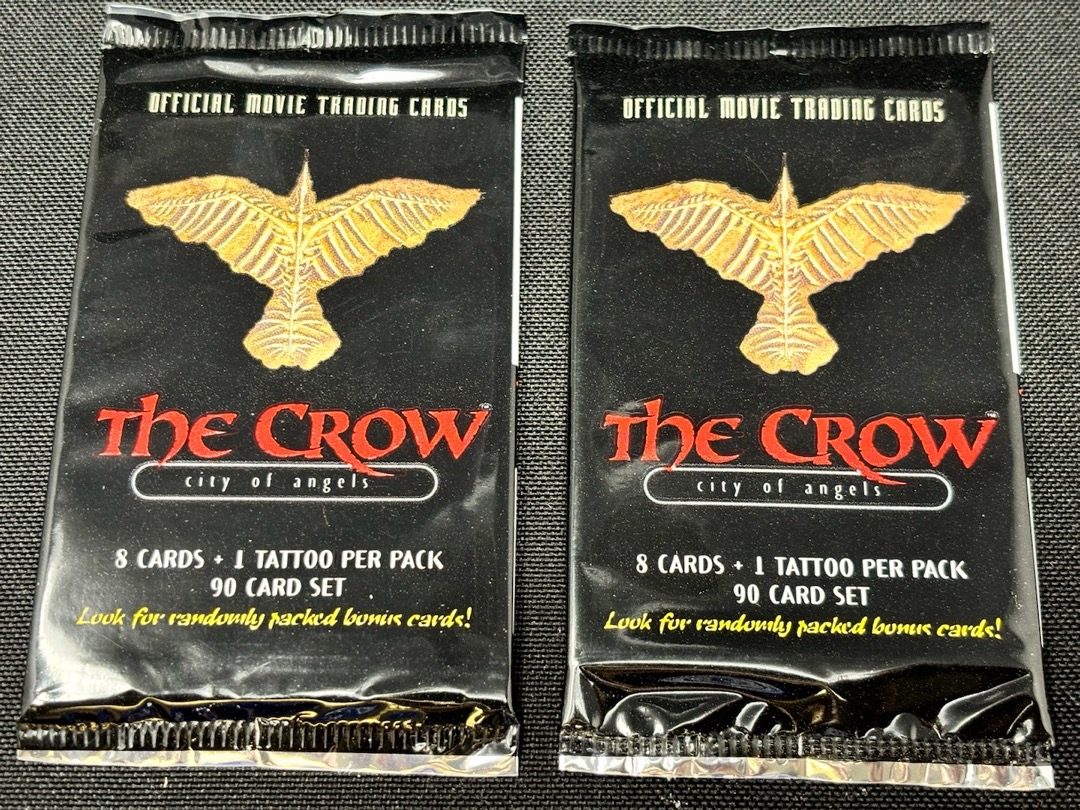 OFFICIAL MOVIE TRADING CARDS
THE CROW™
city of angels
8 CARDS + 1 TATTOO PER PACK
90 CARD SET
Look for randomly packed bonus cards!
OFFICIAL MOVIE TRADING CARDS
THE CROW™
city of angels
8 CARDS + 1 TATTOO PER PACK
90 CARD SET
Look for randomly packed bonus cards!